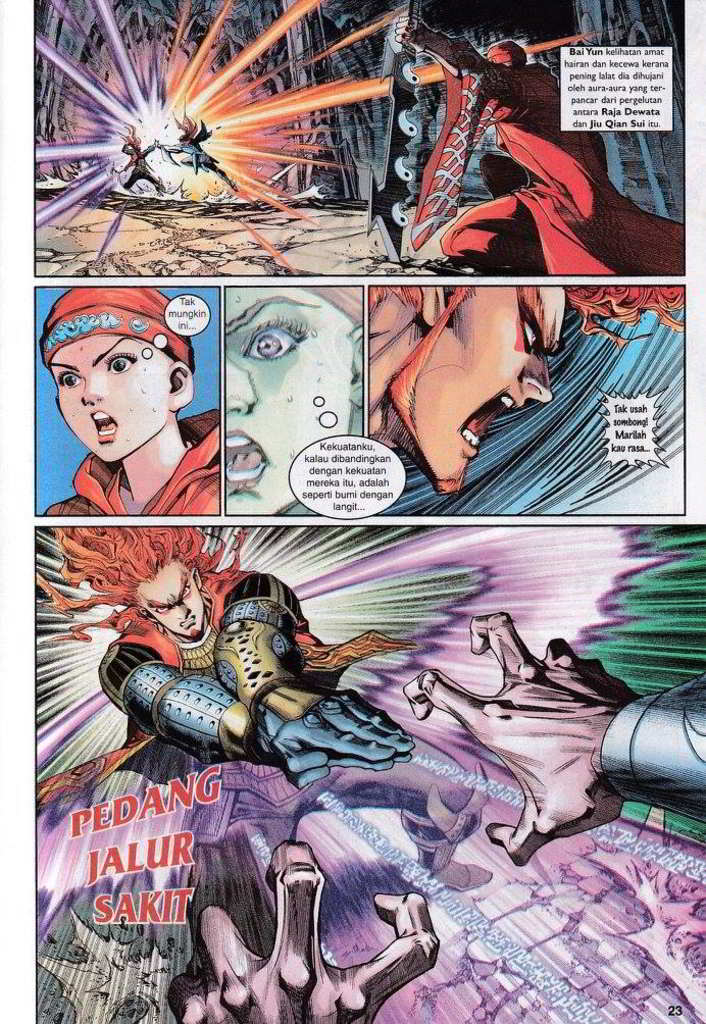 Bai Yun kelihatan amat
hairan dan kecewa kerana
pening lalat dia dihujani
oleh aura-aura yang ter-
pancar dari pergelutan
antara Raja Dewata
dan Jiu Qian Sui itu.
Tak
mungkin
ini...
Kekuatanku,
kalau dibandingkan
dengan kekuatan
mereka itu, adalah
seperti bumi dengan
langit...
Tak usah
sombong!
Marilah
kau rasa...
PEDANG
JALUR
SAKIT
23